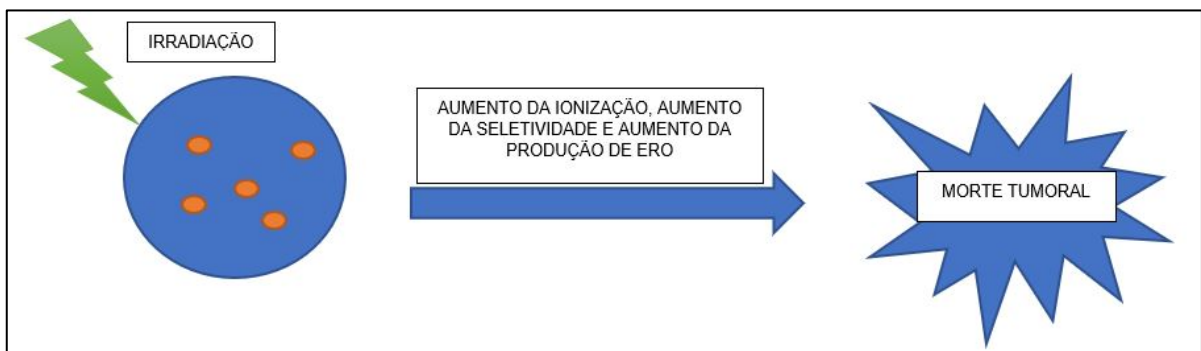 IRRADIAÇÃO
AUMENTO DA IONIZAÇÃO, AUMENTO
DA SELETIVIDADE E AUMENTO DA
PRODUÇÃO DE ERO
MORTE TUMORAL